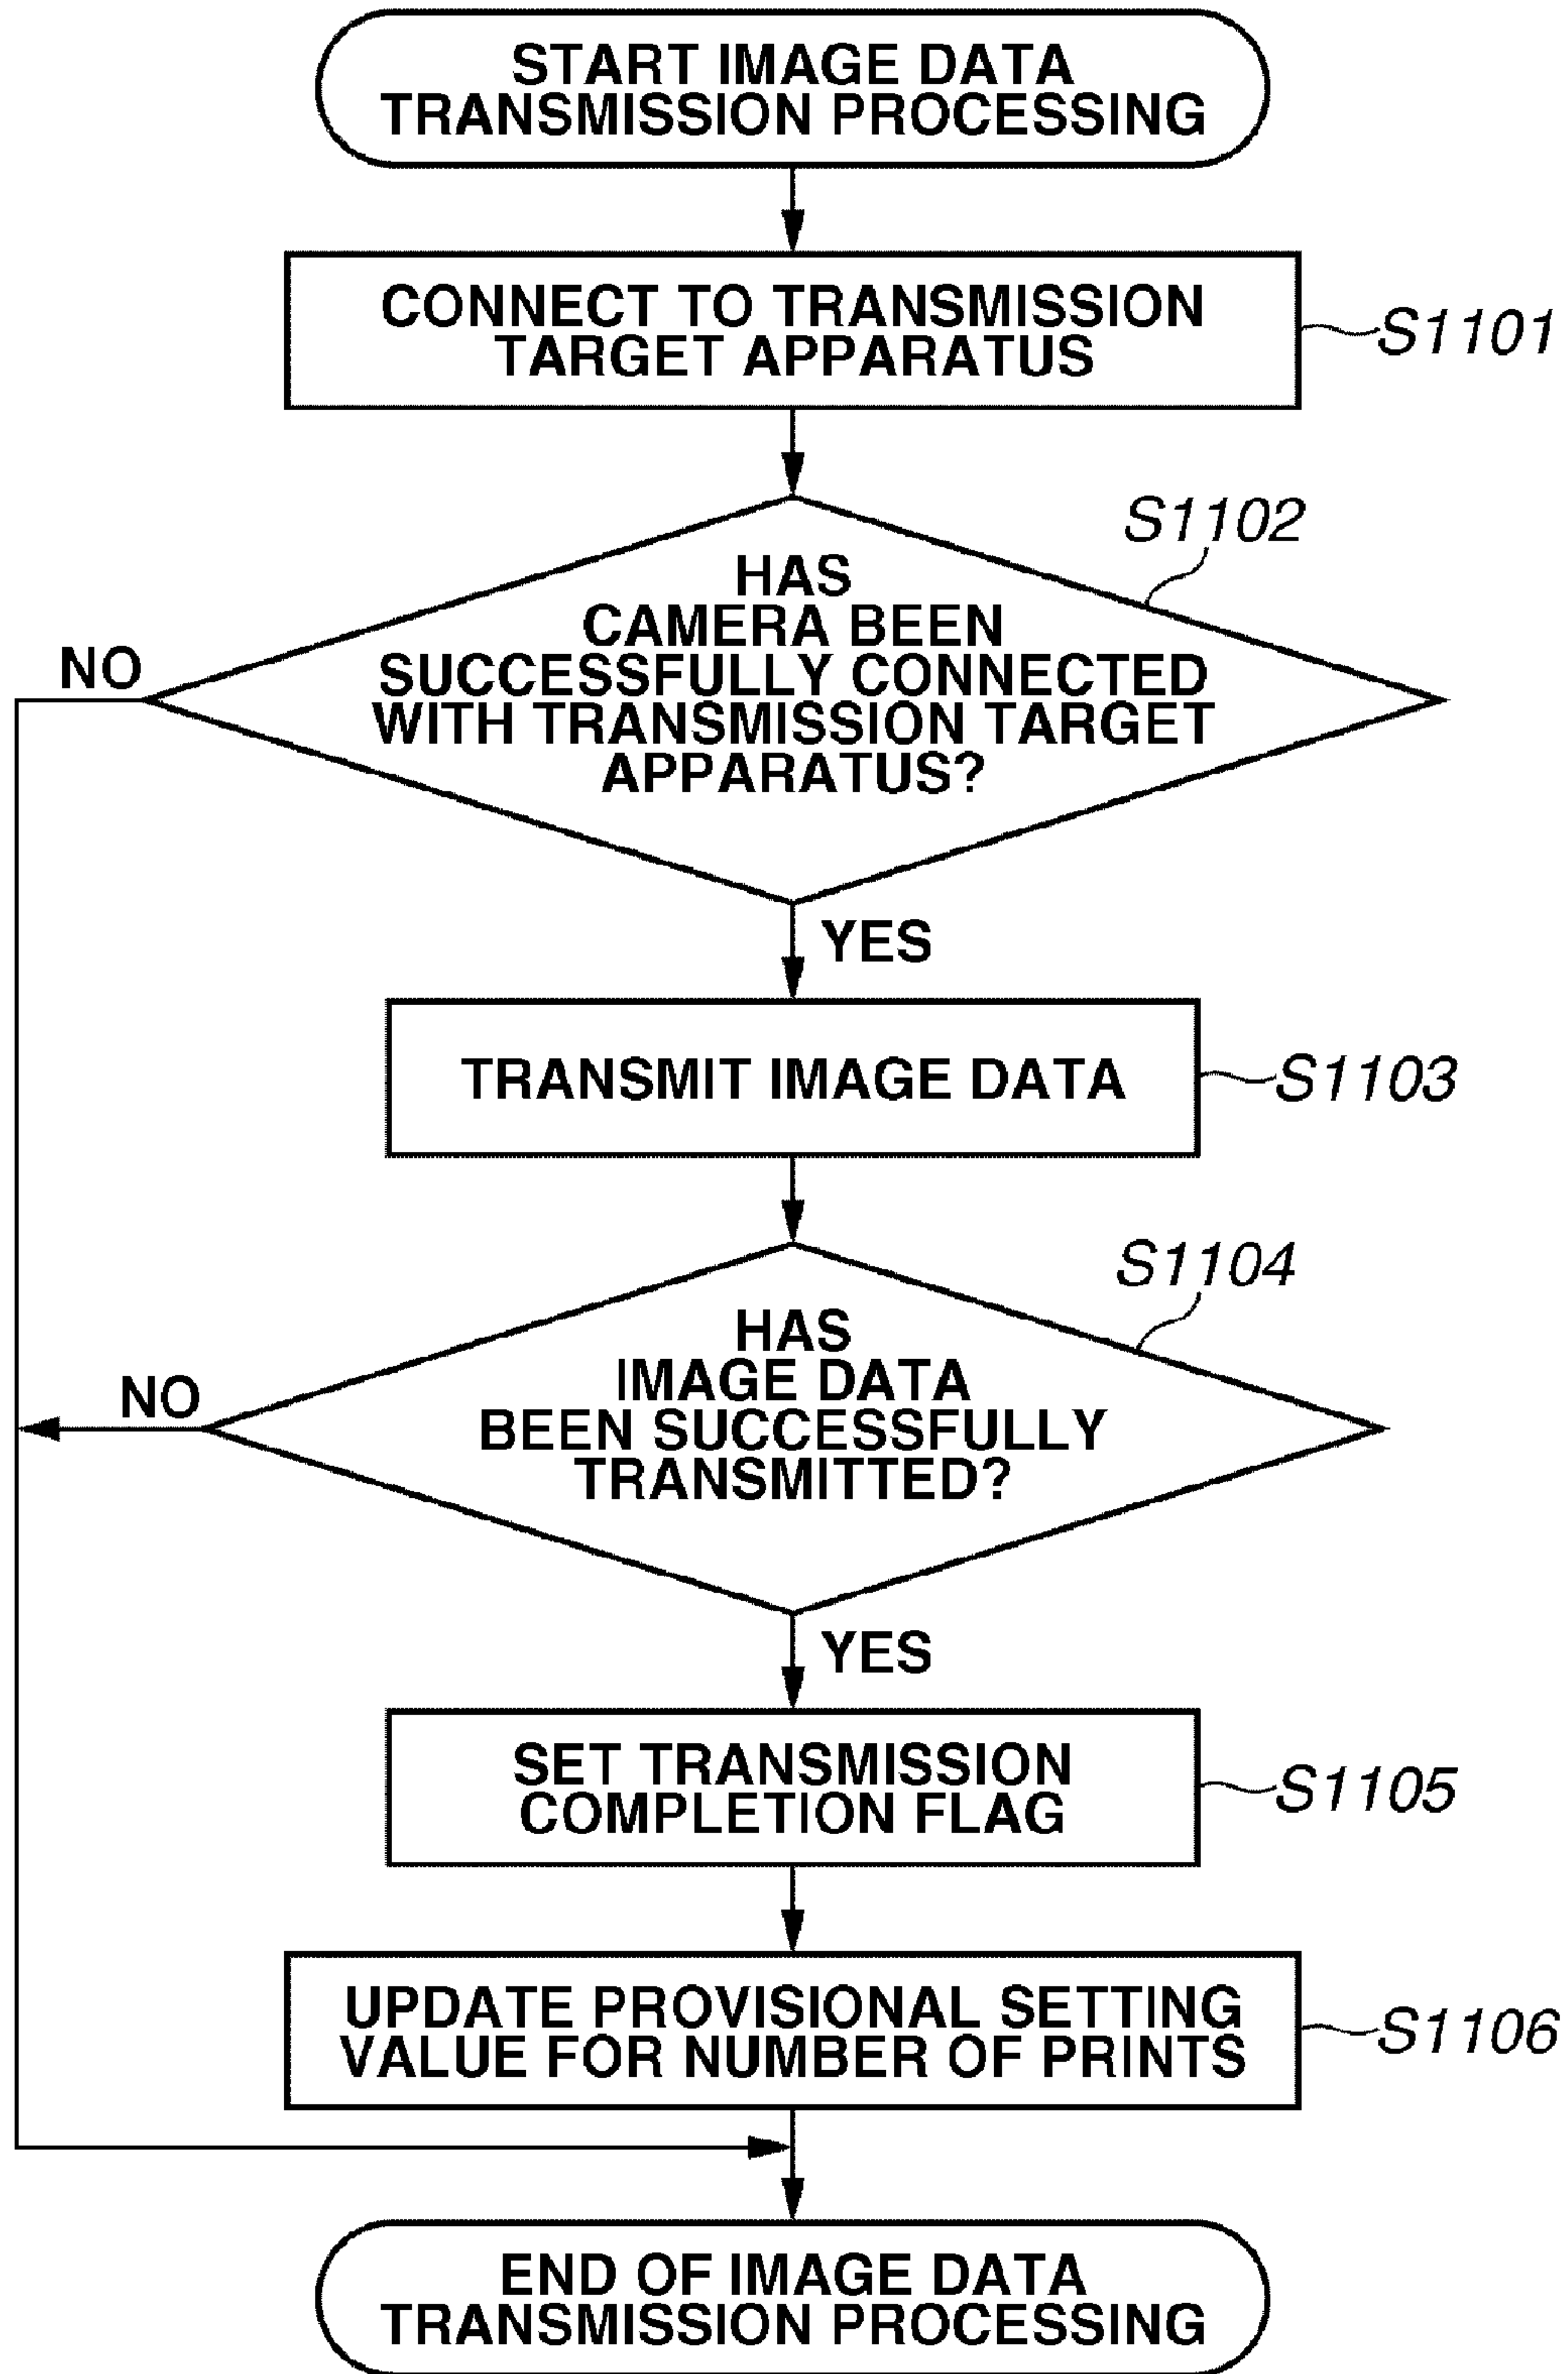 START IMAGE DATA
TRANSMISSION PROCESSING
CONNECT TO TRANSMISSION
TARGET APPARATUS
S1101
S1102
HAS
CAMERA BEEN
SUCCESSFULLY CONNECTED
WITH TRANSMISSION TARGET
APPARATUS?
NO
YES
TRANSMIT IMAGE DATA
S1103
S1104
HAS
IMAGE DATA
BEEN SUCCESSFULLY
TRANSMITTED?
NO
YES
SET TRANSMISSION
COMPLETION FLAG
S1105
UPDATE PROVISIONAL SETTING
VALUE FOR NUMBER OF PRINTS
S1106
END OF IMAGE DATA
TRANSMISSION PROCESSING